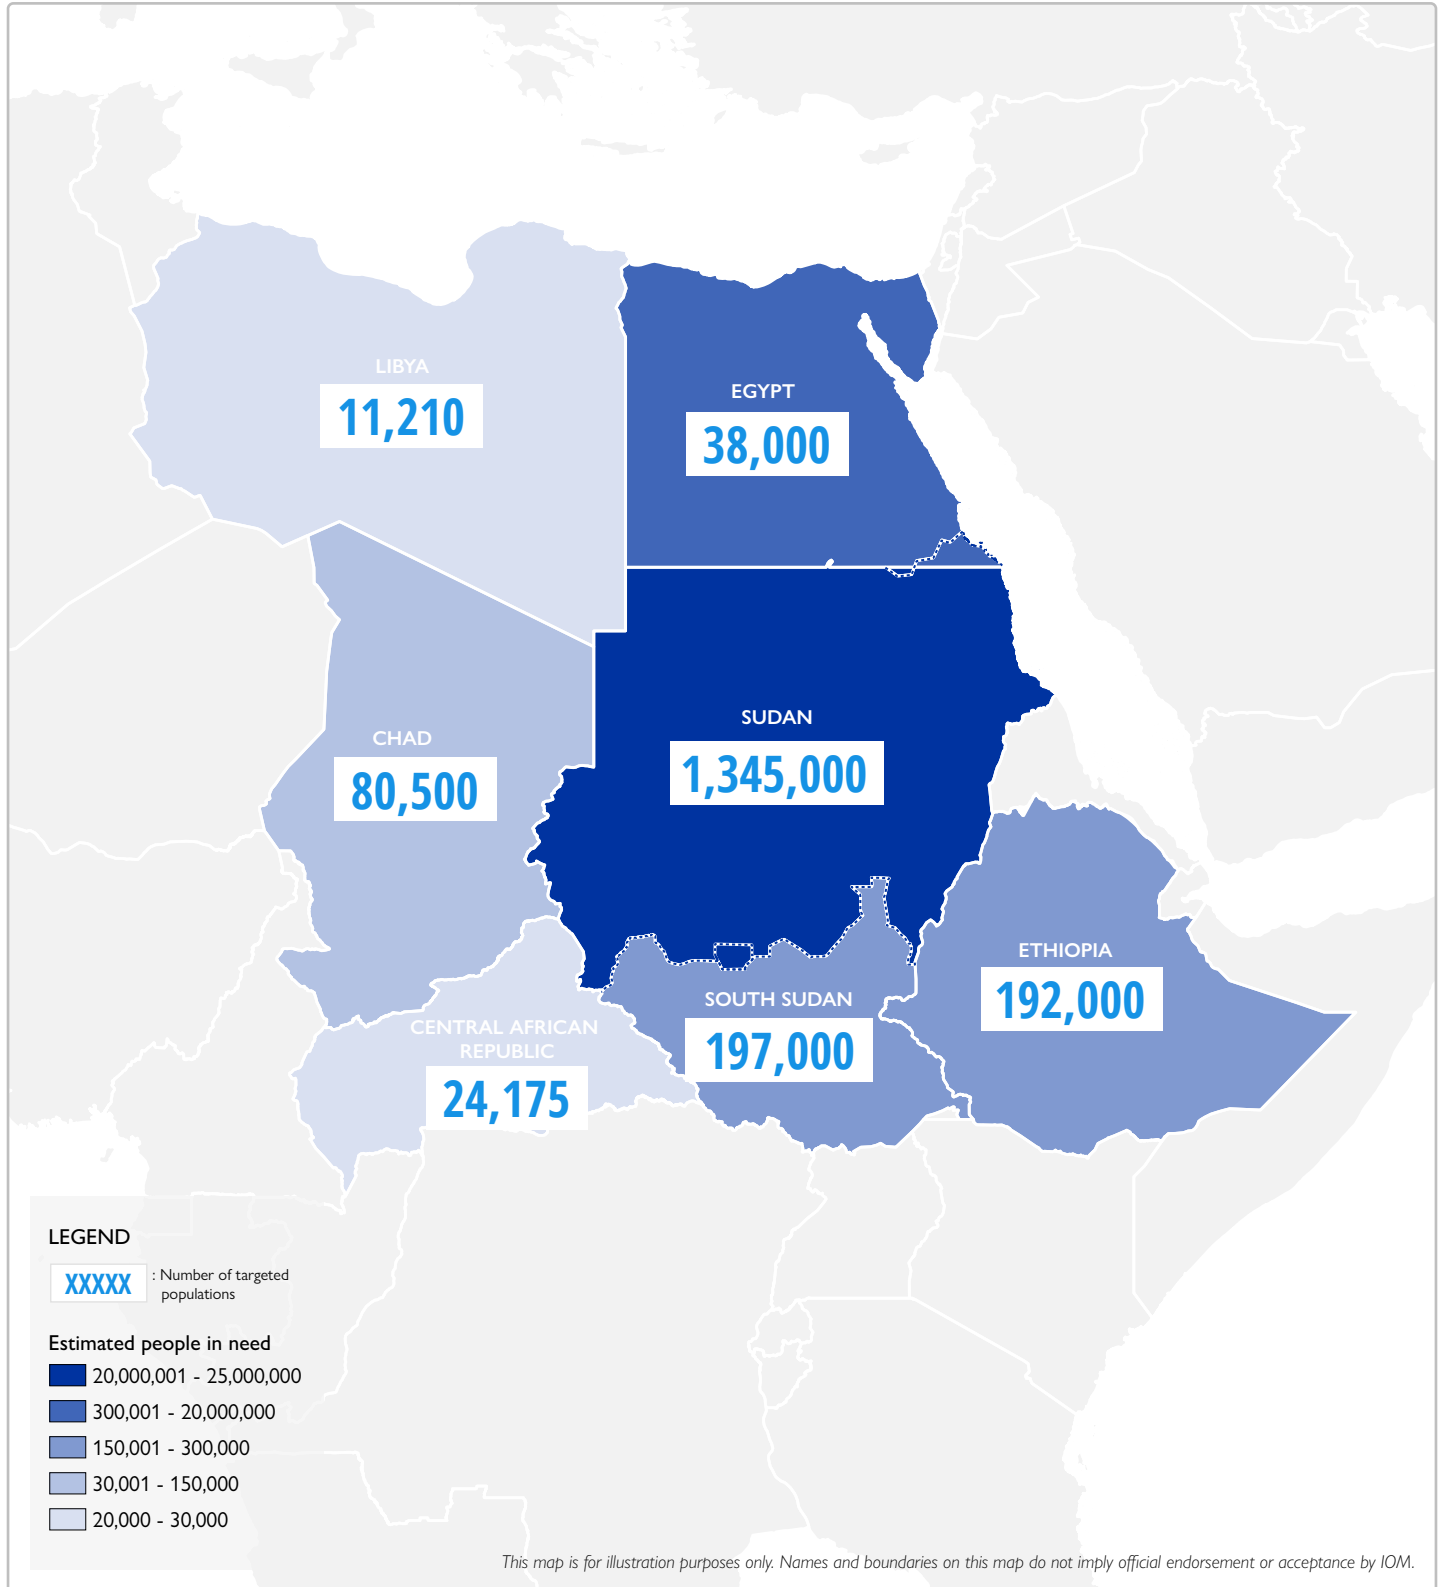 LIBYA
11,210
EGYPT
38,000
SUDAN
1,345,000
CHAD
80,500
ETHIOPIA
192,000
SOUTH SUDAN
197,000
CENTRAL AFRICAN
REPUBLIC
24,175
LEGEND
XXXXX : Number of targeted
populations
Estimated people in need
20,000,001 - 25,000,000
300,001 - 20,000,000
150,001 - 300,000
30,001 - 150,000
20,000 - 30,000
This map is for illustration purposes only. Names and boundaries on this map do not imply official endorsement or acceptance by IOM.